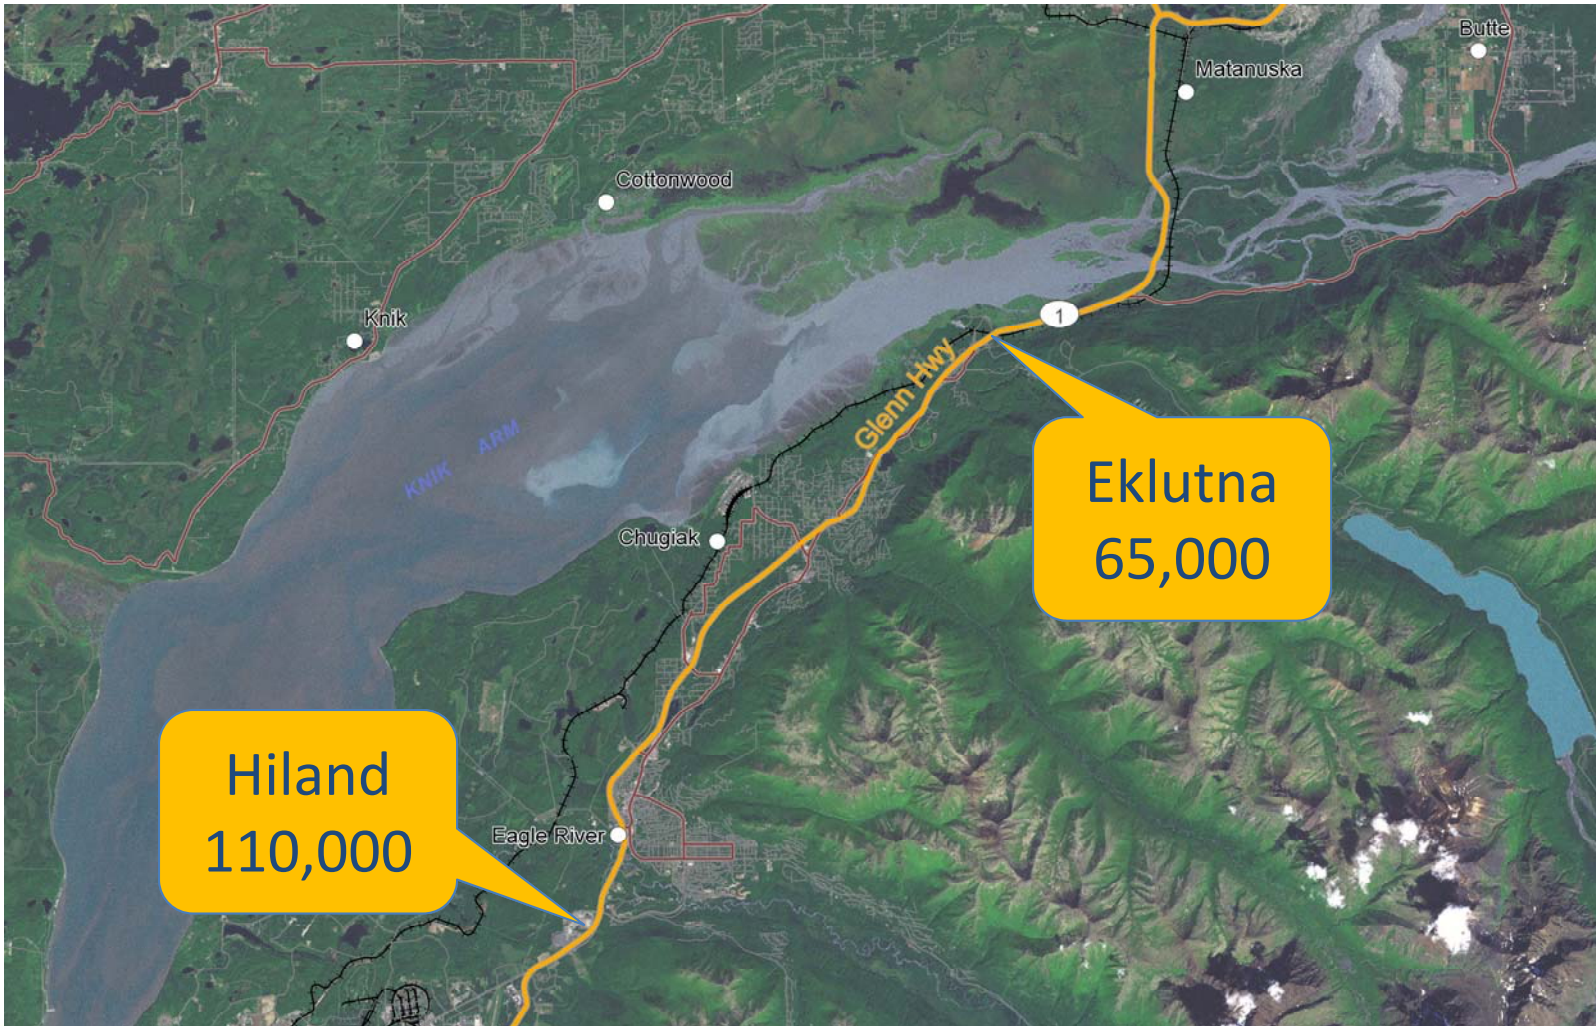 Butte
Matanuska
Cottonwood
1
Knik
Glenn Hwy
KNIK ARM
Eklutna
65,000
Chugiak
Hiland
110,000
Eagle River